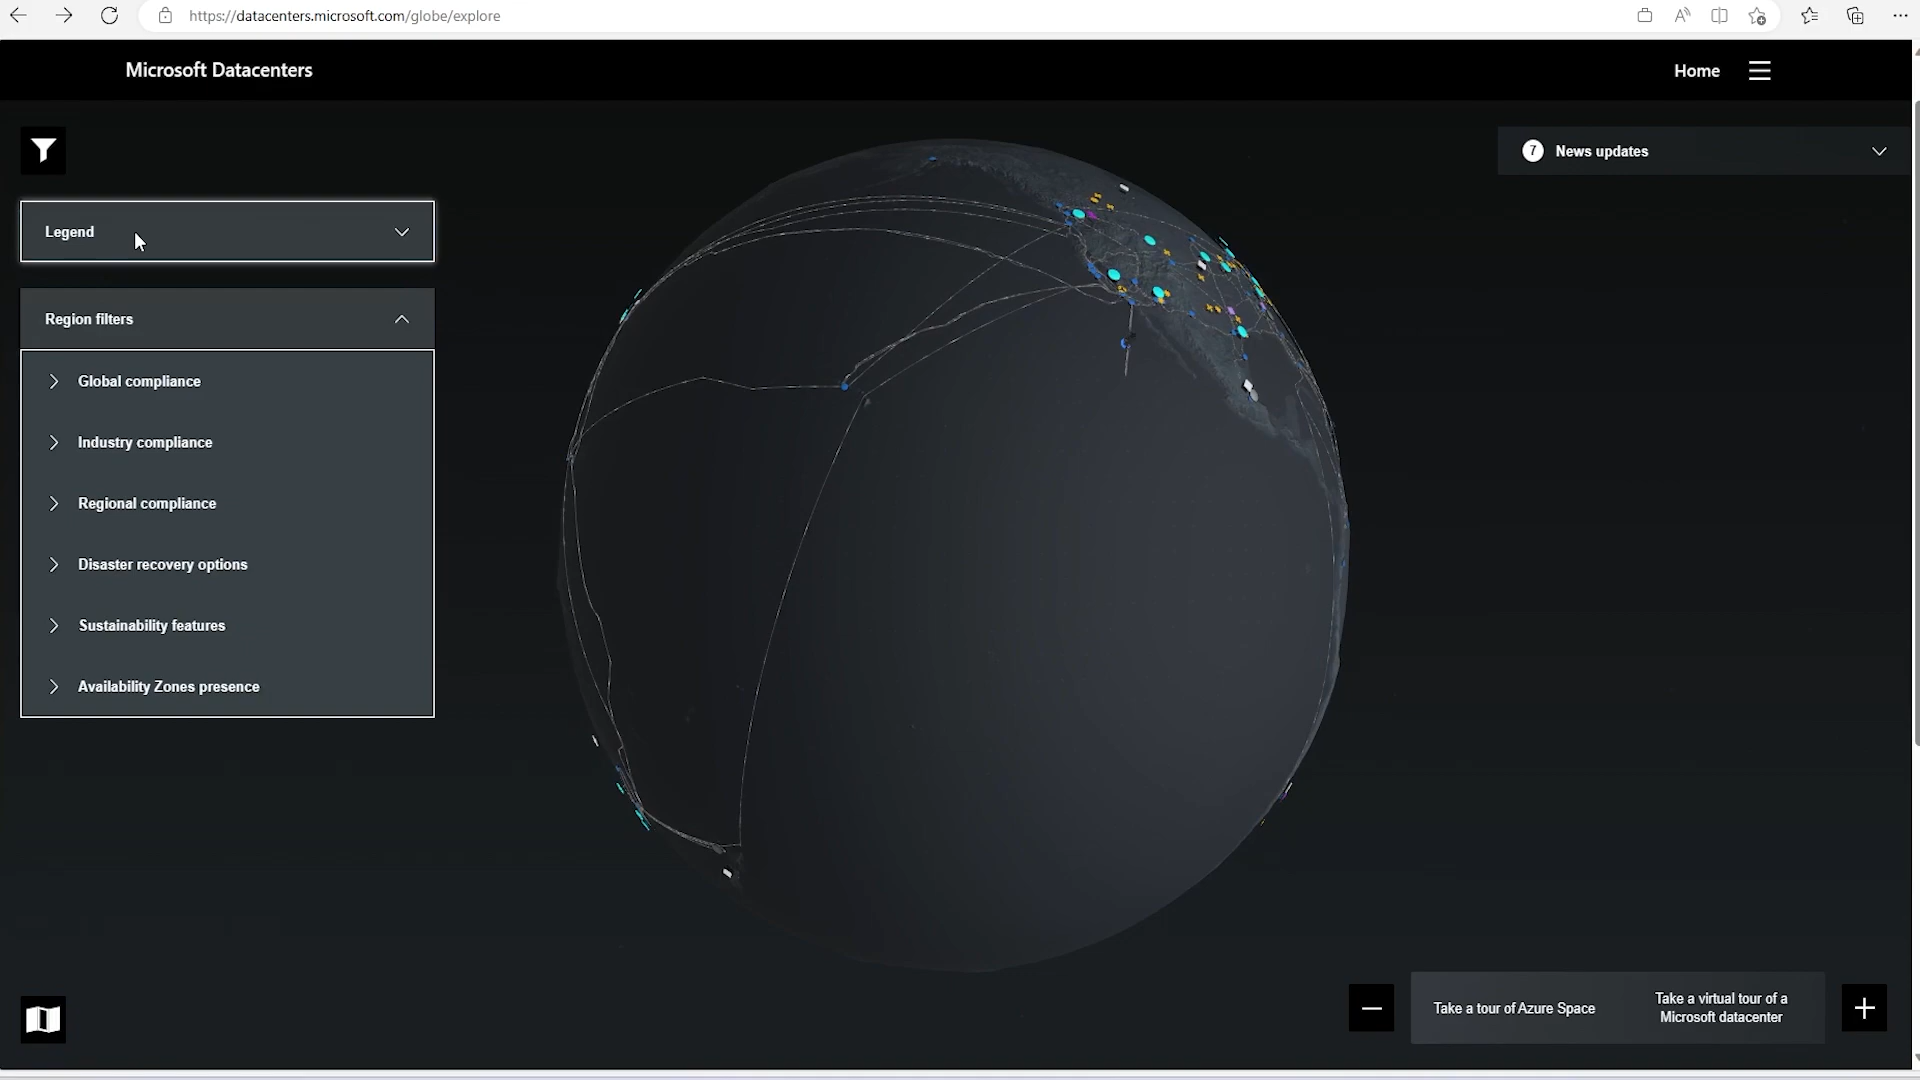 https://datacenters.microsoft.com/globe/explore
Microsoft Datacenters
Home
7 News updates
Legend
Region filters
Global compliance
Industry compliance
Regional compliance
Disaster recovery options
Sustainability features
Availability Zones presence
Take a tour of Azure Space
Take a virtual tour of a
Microsoft datacenter